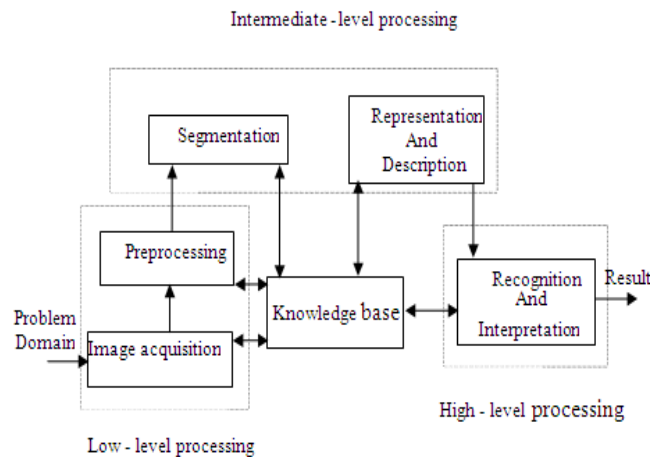 Intermediate - level processing
Segmentation
Representation
And
Description
Preprocessing
Knowledge base
Recognition
And
Interpretation
Result
Problem
Domain
Image acquisition
High - level processing
Low - level processing